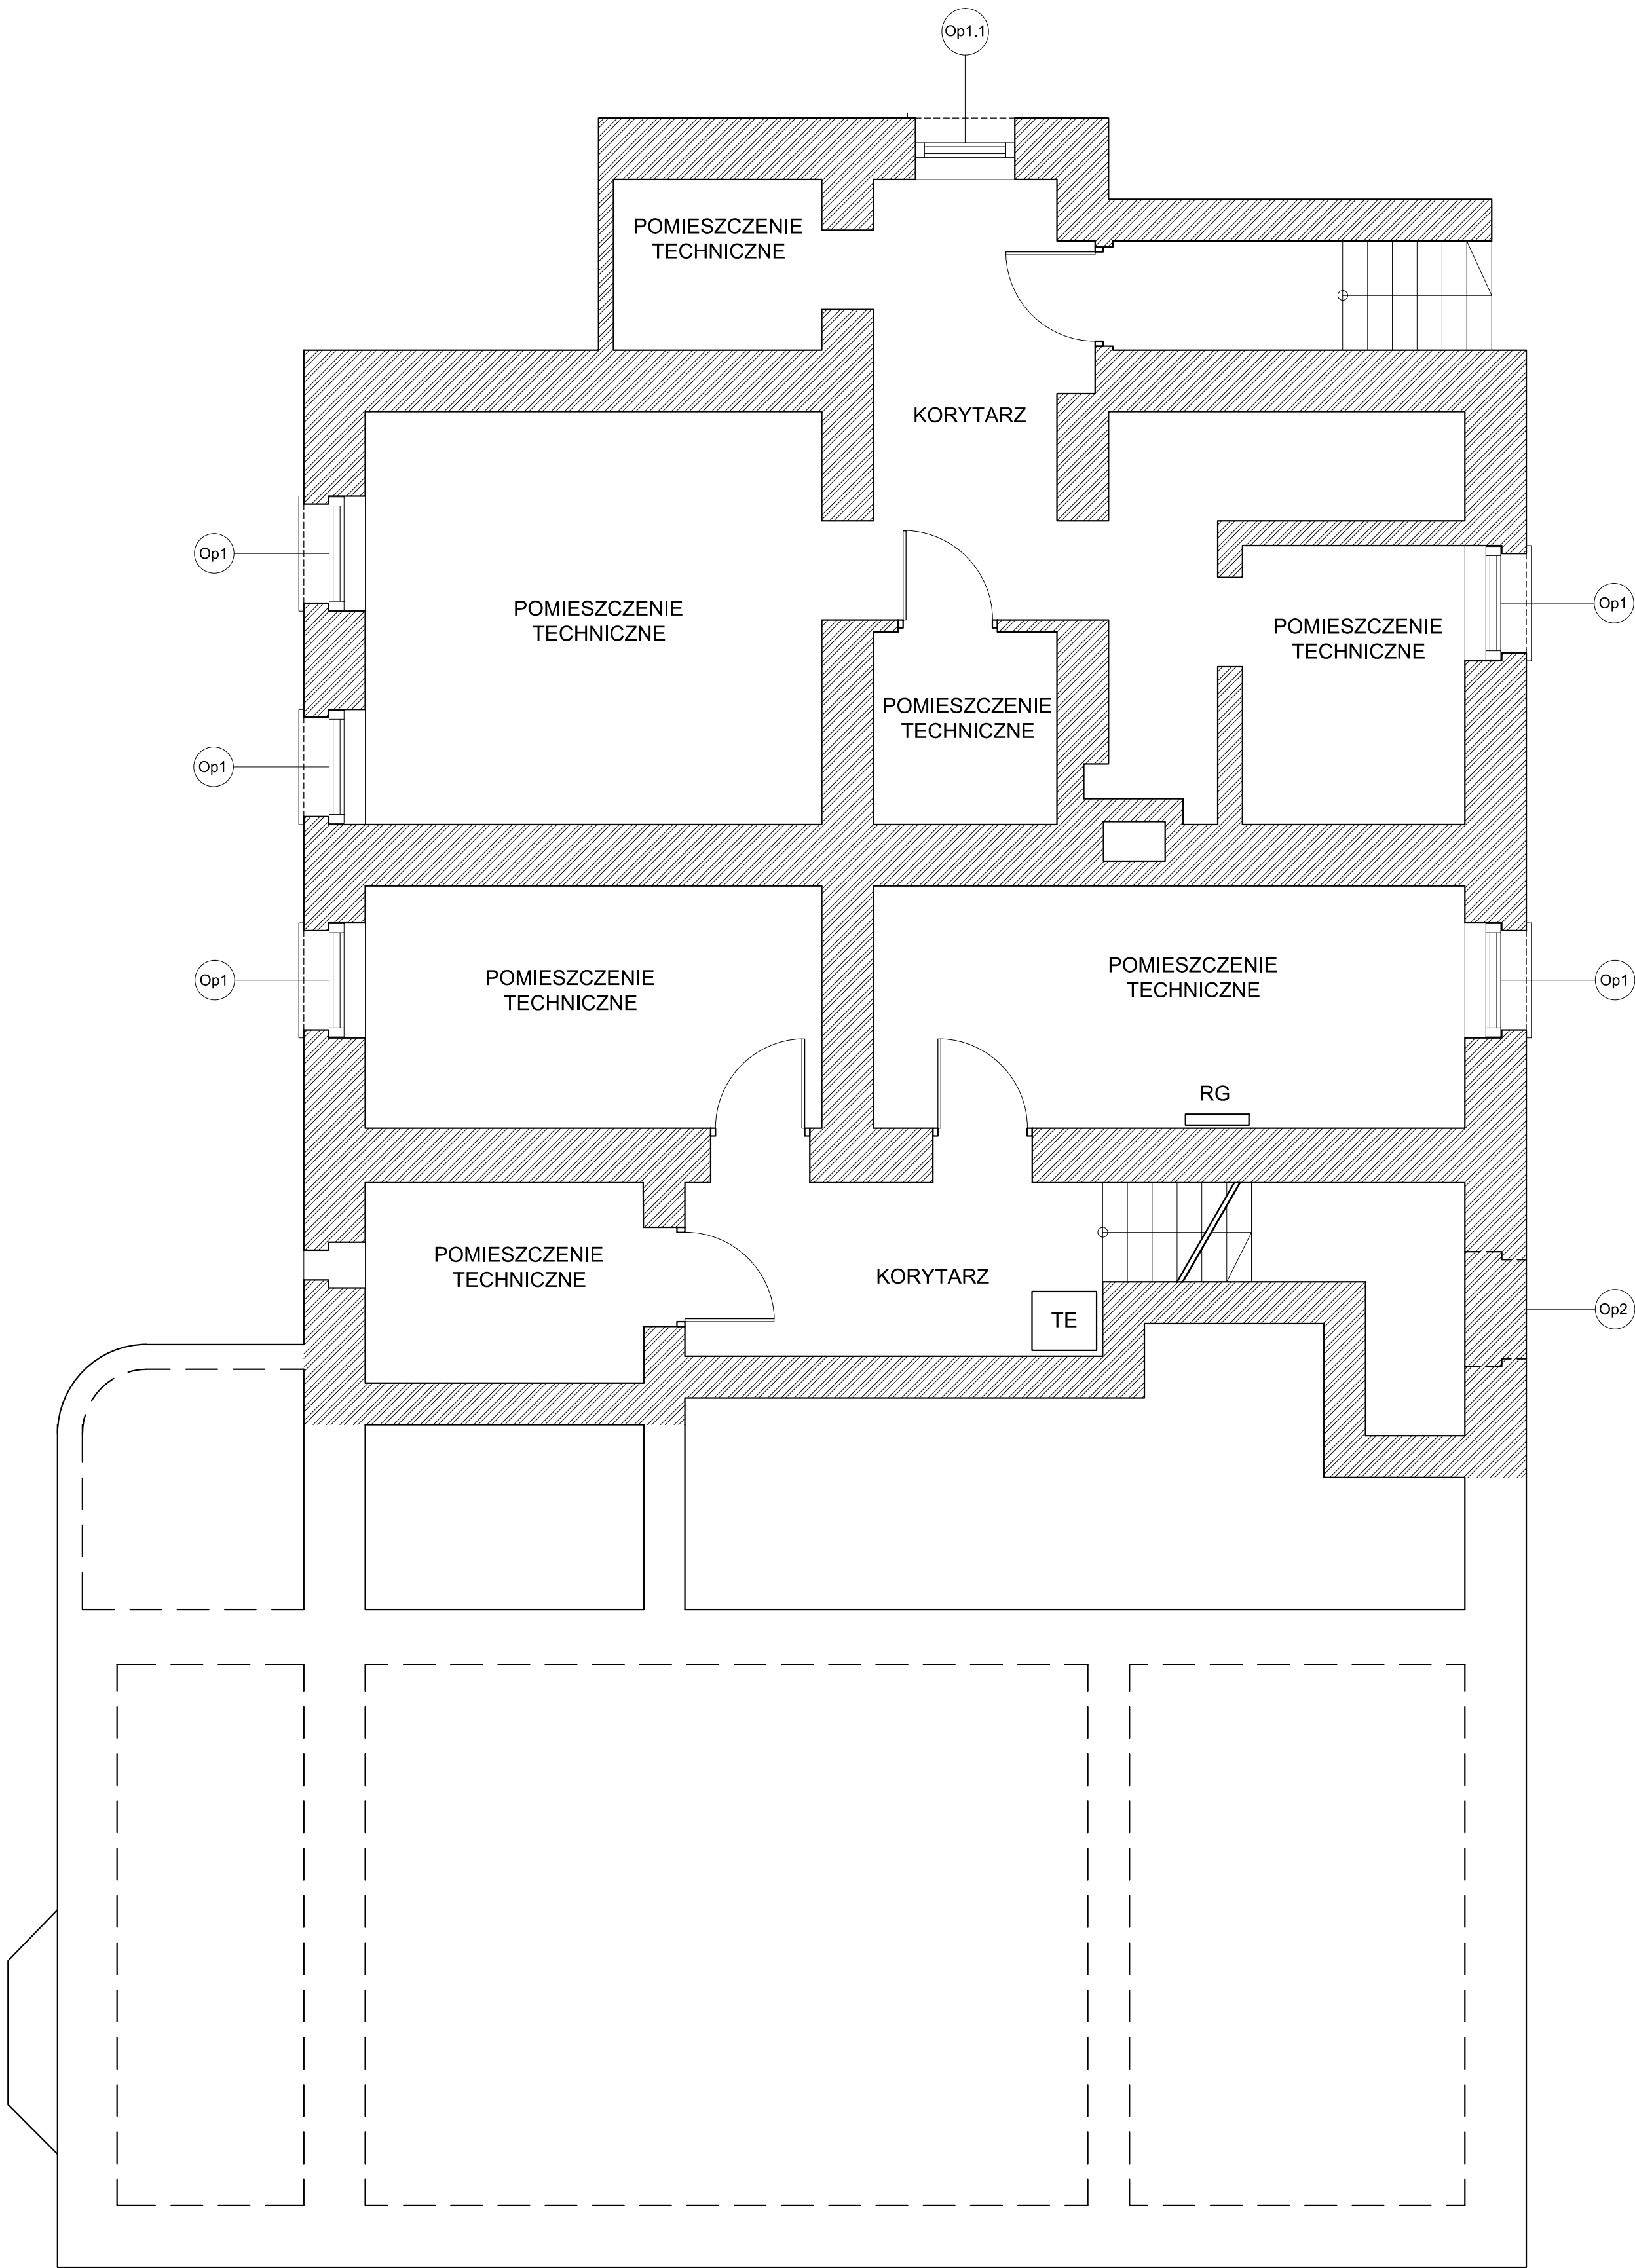 Op1.1
POMIESZCZENIE
TECHNICZNE
KORYTARZ
Op1
POMIESZCZENIE
TECHNICZNE
Op1
POMIESZCZENIE
TECHNICZNE
POMIESZCZENIE
TECHNICZNE
Op1
Op1
POMIESZCZENIE
TECHNICZNE
POMIESZCZENIE
TECHNICZNE
Op1
RG
POMIESZCZENIE
TECHNICZNE
KORYTARZ
TE
Op2